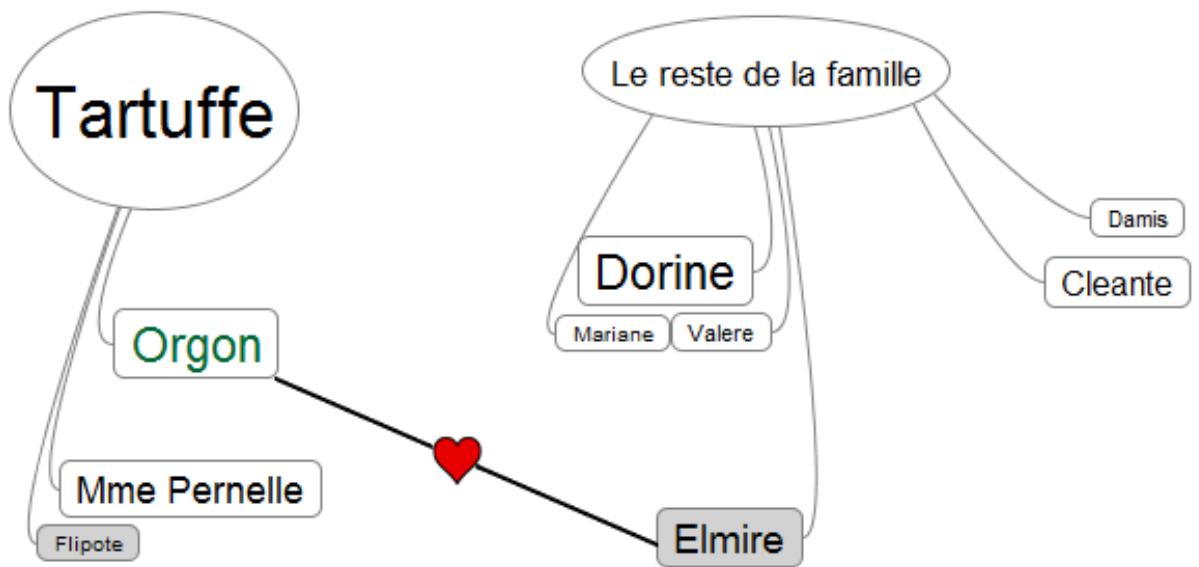 Tartuffe
Le reste de la famille
Damis
Dorine
Cleante
Orgon
Mariane
Valere
Mme Pernelle
Flipote
Elmire